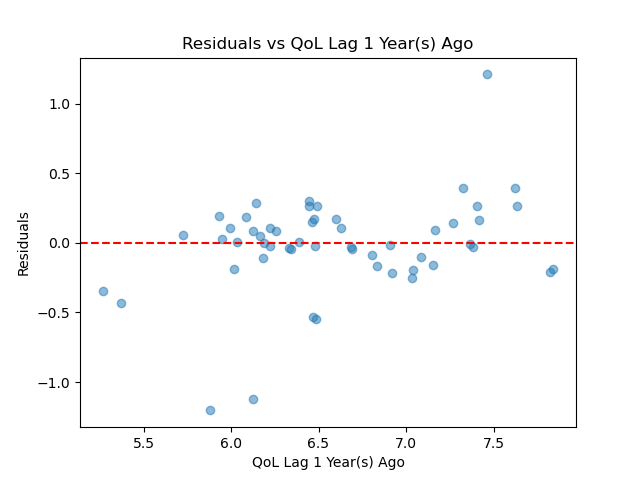 Residuals vs QoL Lag 1 Year(s) Ago
Residuals
1.0
0.5
0.0
−0.5
−1.0
5.5 6.0 6.5 7.0 7.5
QoL Lag 1 Year(s) Ago